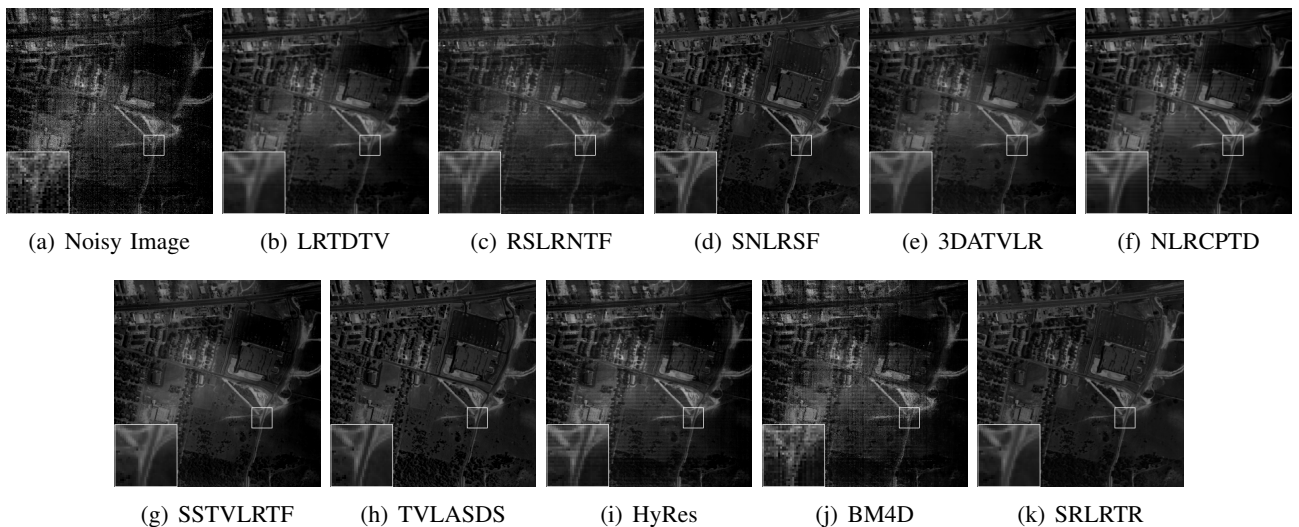 (a) Noisy Image
(b) LRTDTV
(c) RSLRNTF
(d) SNLRSF
(e) 3DATVLR
(f) NLRCPTD
(g) SSTVLRTF
(h) TVLASDS
(i) HyRes
(j) BM4D
(k) SRLRTR